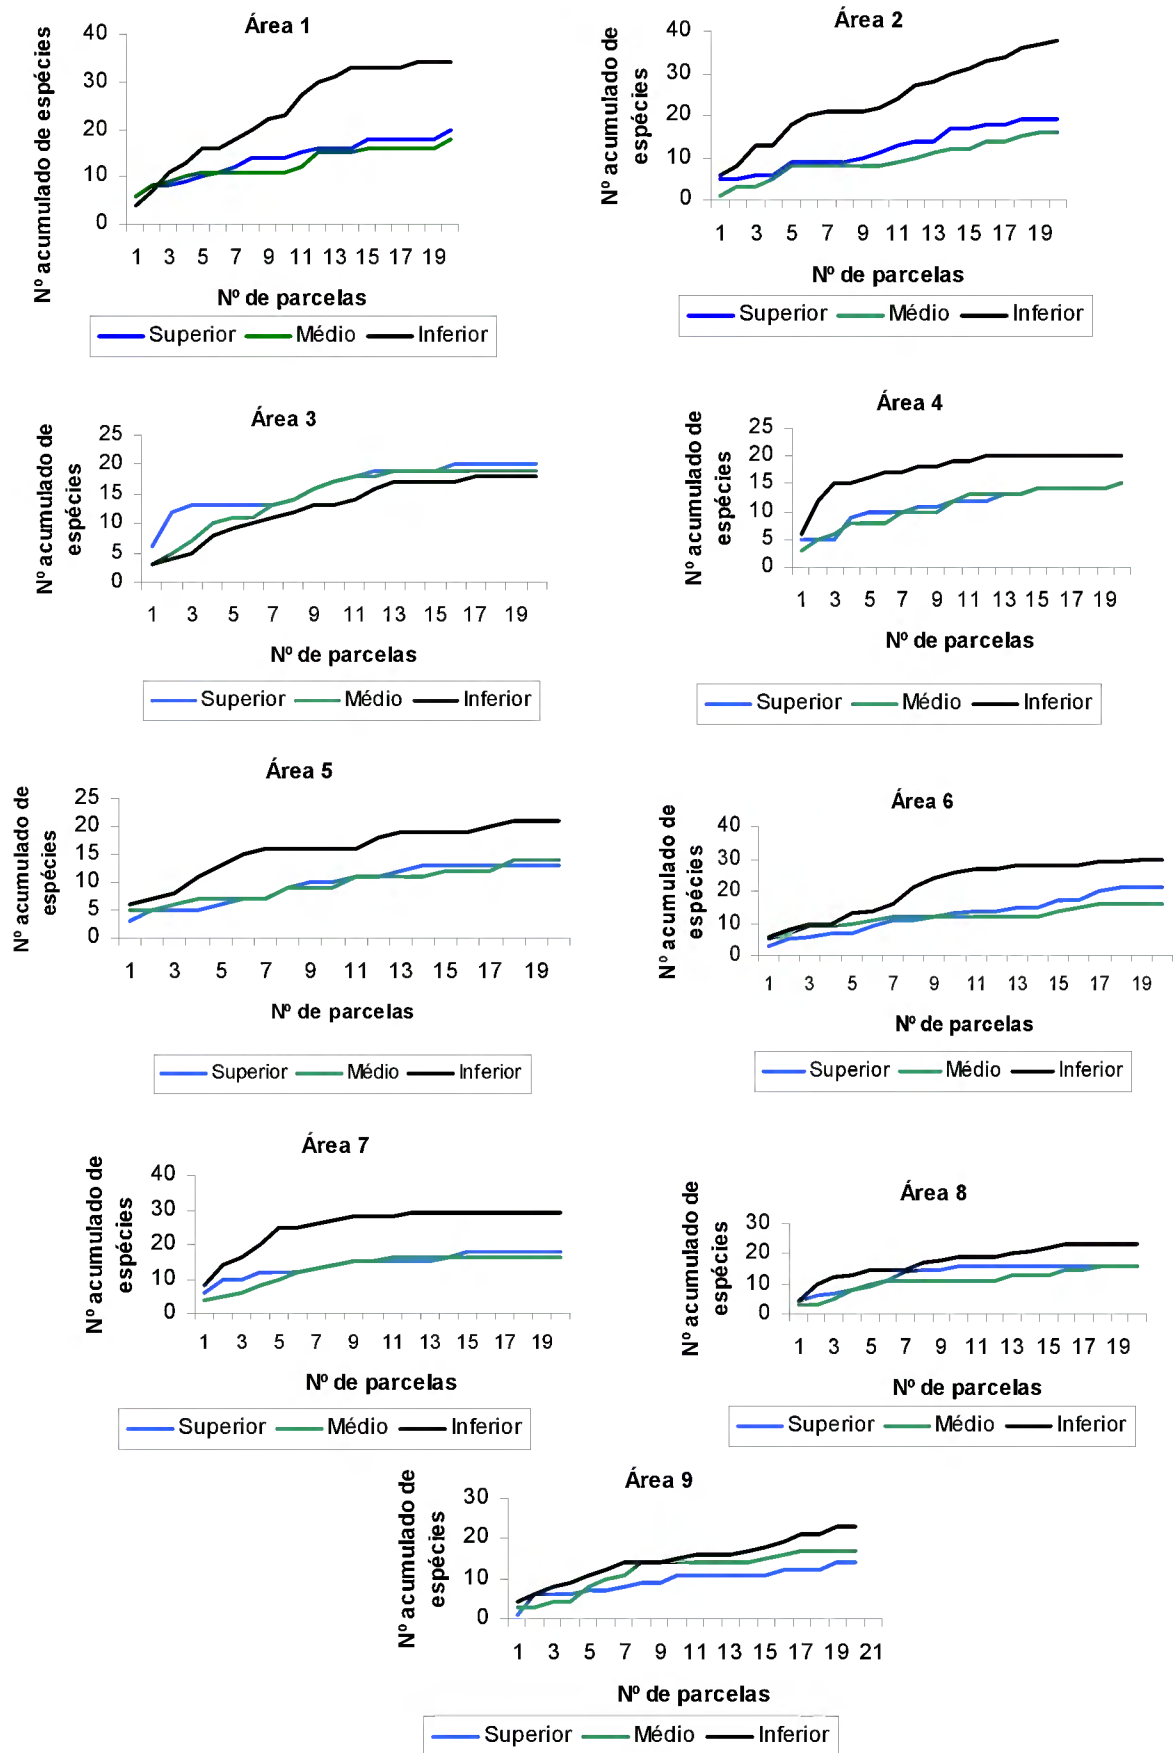 Área 1
Nº acumulado de espécies
40
30
20
10
0
1 3 5 7 9 11 13 15 17 19
Nº de parcelas
Superior Médio Inferior
Área 2
Nº acumulado de
espécies
40
30
20
10
0
1 3 5 7 9 11 13 15 17 19
Nº de parcelas
Superior Médio Inferior
Área 3
Nº acumulado de
espécies
25
20
15
10
5
0
1 3 5 7 9 11 13 15 17 19
Nº de parcelas
Superior Médio Inferior
Área 4
Nº acumulado de
espécies
25
20
15
10
5
0
1 3 5 7 9 11 13 15 17 19
Nº de parcelas
Superior Médio Inferior
Área 5
Nº acumulado de
espécies
25
20
15
10
5
0
1 3 5 7 9 11 13 15 17 19
Nº de parcelas
Superior Médio Inferior
Área 6
Nº acumulado de
espécies
40
30
20
10
0
1 3 5 7 9 11 13 15 17 19
Nº de parcelas
Superior Médio Inferior
Área 7
Nº acumulado de
espécies
40
30
20
10
0
1 3 5 7 9 11 13 15 17 19
Nº de parcelas
Superior Médio Inferior
Área 8
Nº acumulado de
espécies
30
20
10
0
1 3 5 7 9 11 13 15 17 19
Nº de parcelas
Superior Médio Inferior
Área 9
Nº acumulado de
espécies
30
20
10
0
1 3 5 7 9 11 13 15 17 19 21
Nº de parcelas
Superior Médio Inferior